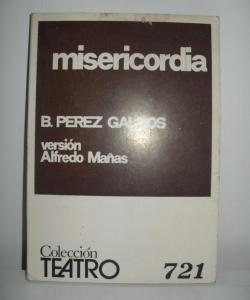 misericordia
B. PEREZ GALDOS
versión
Alfredo Mañas
Colección
TEATRO
721